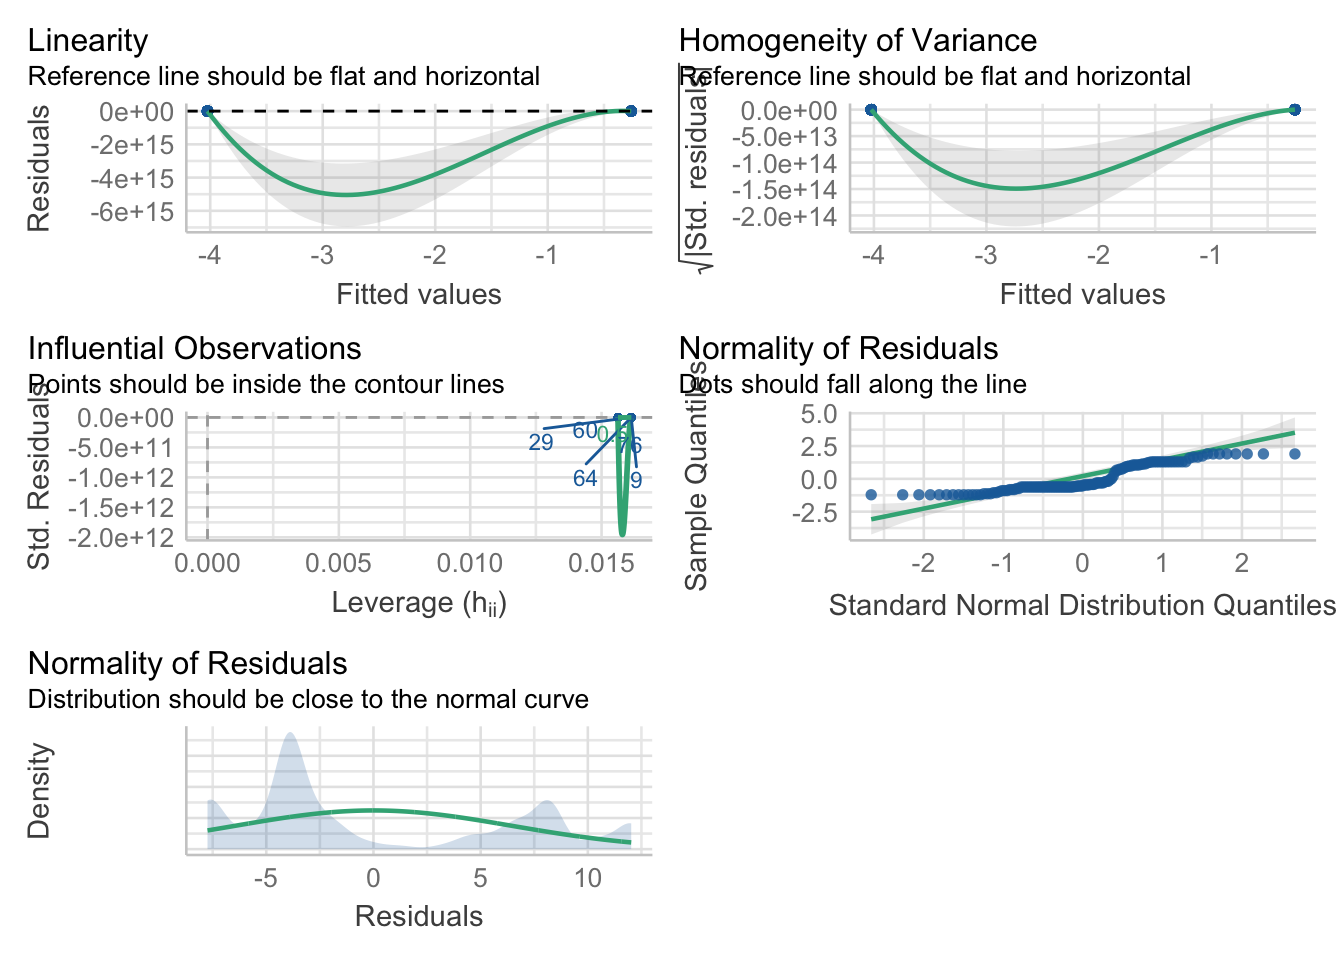 Linearity
Reference line should be flat and horizontal
Residuals
0e+00
-2e+15
-4e+15
-6e+15
-4
-3
-2
-1
Fitted values
Homogeneity of Variance
Reference line should be flat and horizontal
√|Std. residuals|
0.0e+00
-5.0e+13
-1.0e+14
-1.5e+14
-2.0e+14
-4
-3
-2
-1
Fitted values
Influential Observations
Points should be inside the contour lines
Std. Residuals
0.0e+00
-5.0e+11
-1.0e+12
-1.5e+12
-2.0e+12
29
60
76
64
9
0.000
0.005
0.010
0.015
Leverage (hii)
Normality of Residuals
Dots should fall along the line
Sample Quantiles
5.0
2.5
0.0
-2.5
-2
-1
0
1
2
Standard Normal Distribution Quantiles
Normality of Residuals
Distribution should be close to the normal curve
Density
-5
0
5
10
Residuals